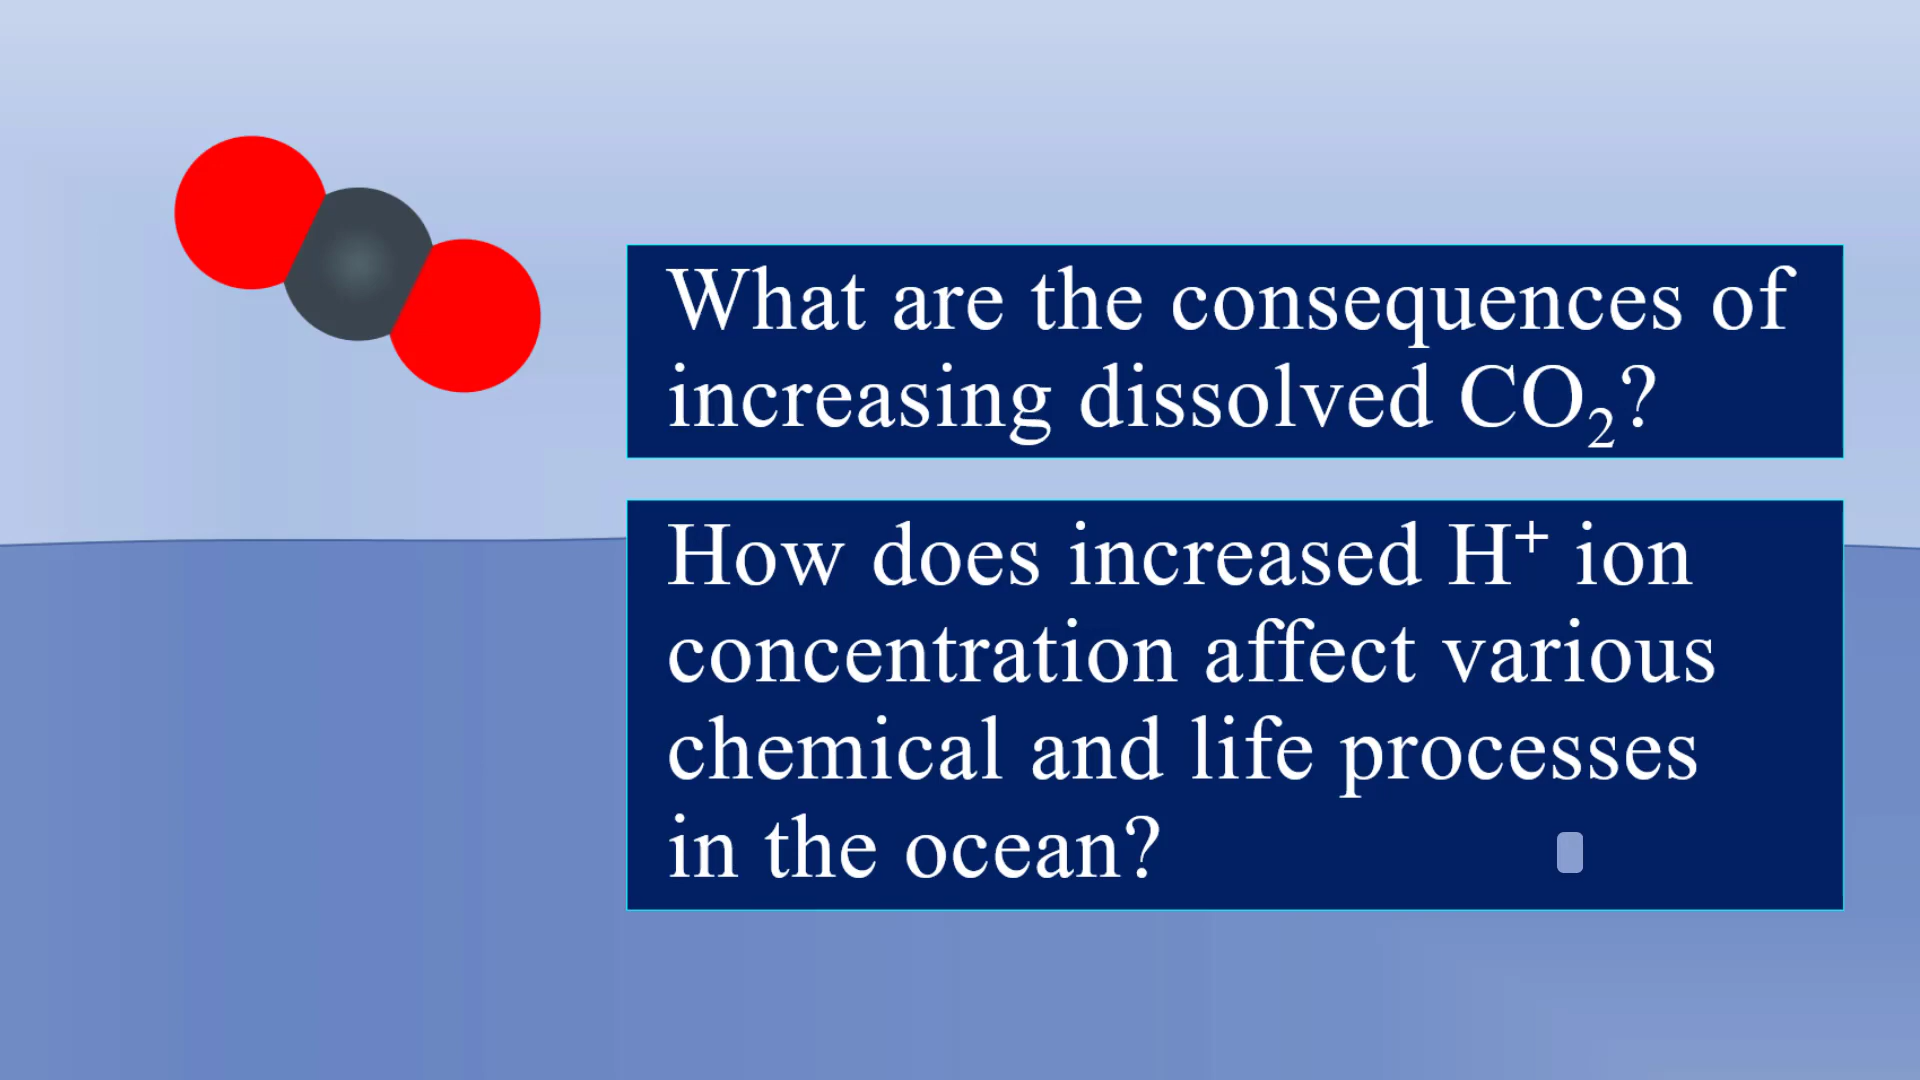 What are the consequences of
increasing dissolved CO₂?
How does increased H⁺ ion
concentration affect various
chemical and life processes
in the ocean?